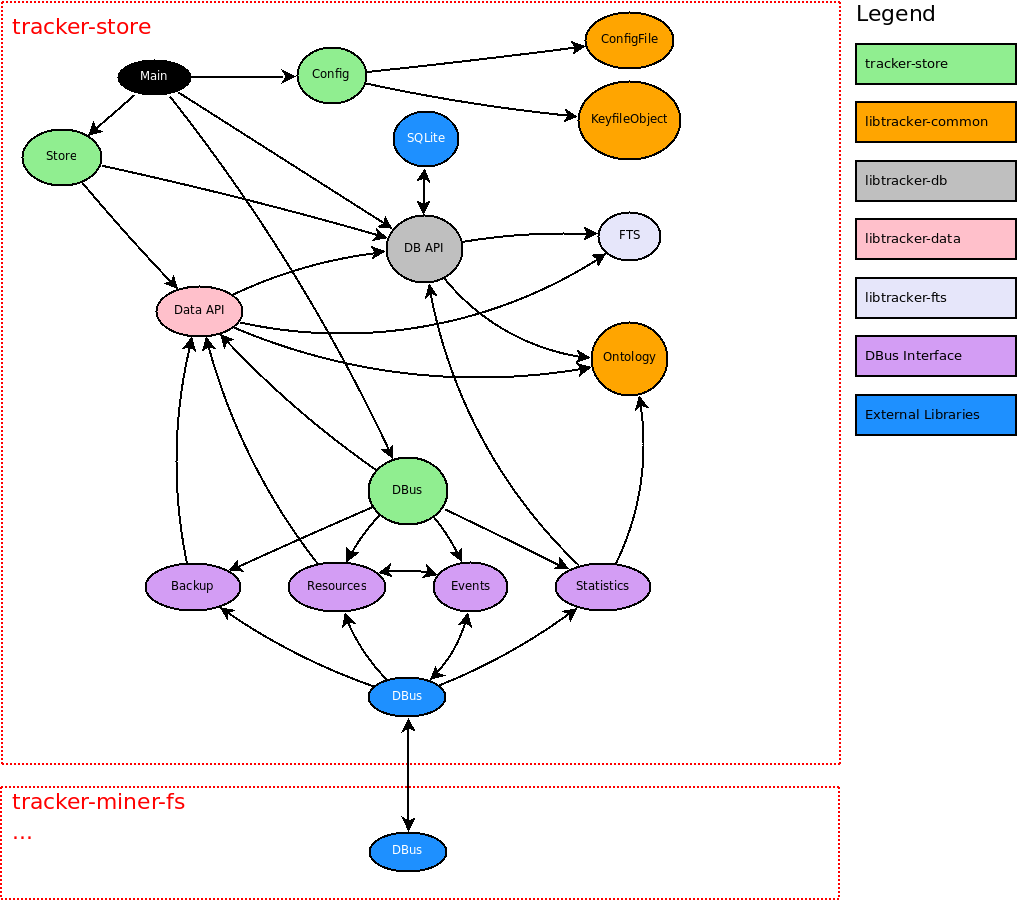 tracker-store
Legend
Main
Config
ConfigFile
KeyfileObject
Store
SQLite
DB API
FTS
Data API
Ontology
DBus
Backup
Resources
Events
Statistics
DBus
tracker-store
libtracker-common
libtracker-db
libtracker-data
libtracker-fts
DBus Interface
External Libraries
tracker-miner-fs
...
DBus